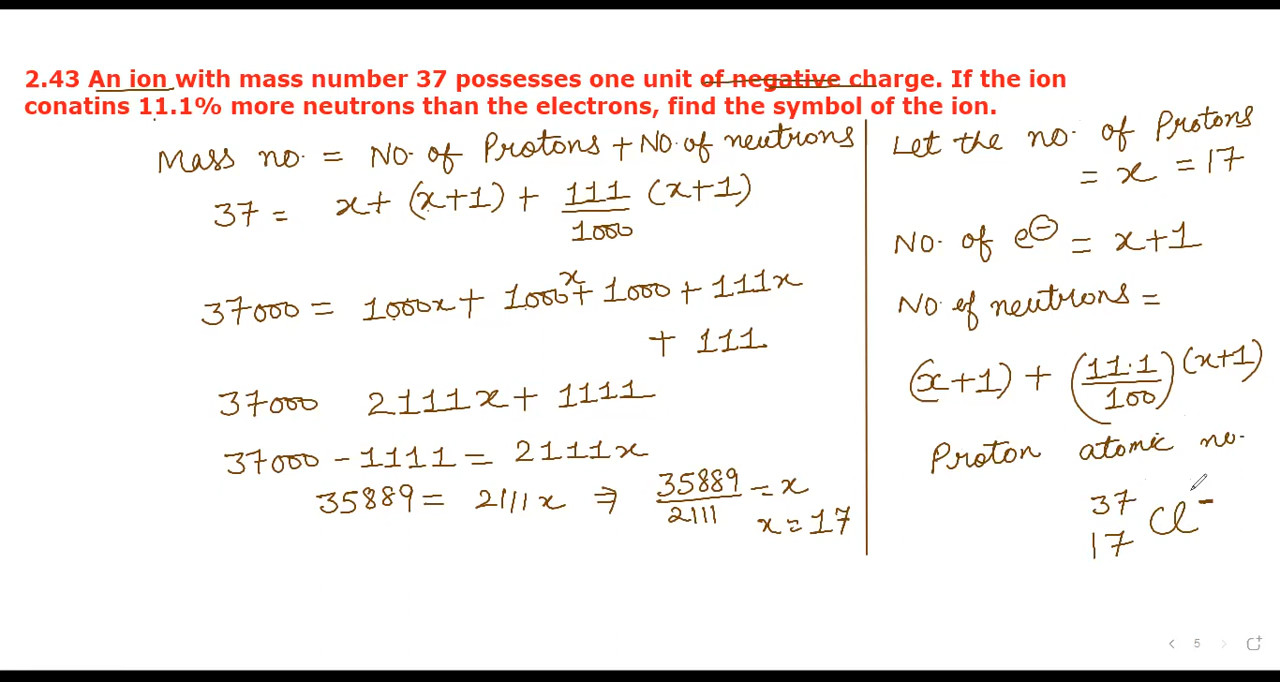 2.43 An ion with mass number 37 possesses one unit of negative charge. If the ion
conatins 11.1% more neutrons than the electrons, find the symbol of the ion.
Mass no. = NO. of Protons + NO. of neutrons
37 = x + (x+1) + 111/1000 (x+1)
37000 = 1000x + 1000x + 1000 + 111x
+ 111
37000 2111x + 1111
37000 - 1111 = 2111x
35889 = 2111x ⇒ 35889/2111 = x
x = 17
Let the no. of Protons
= x = 17
NO. of e⊖ = x+1
NO of neutrons =
(x+1) + (11.1/100) (x+1)
Proton atomic no.
37
17 Cl-
5